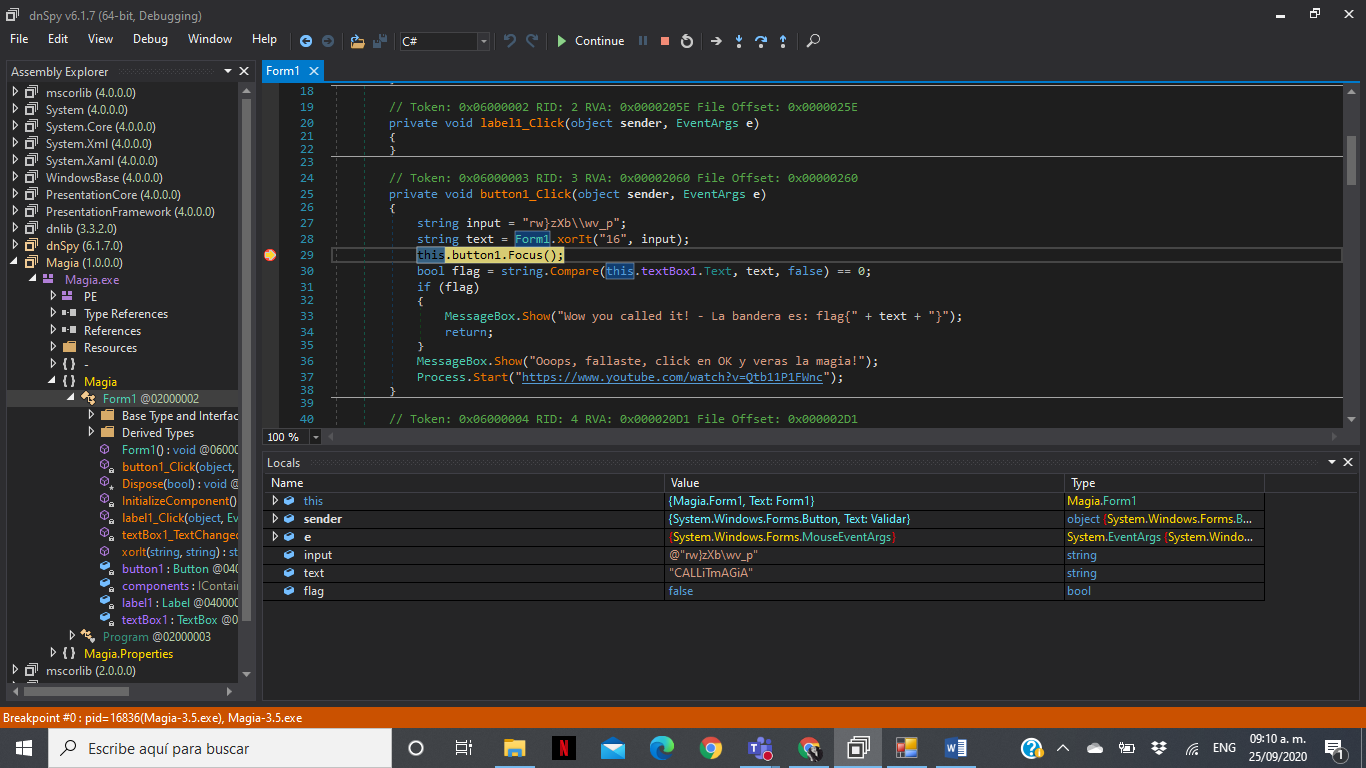 dnSpy v6.1.7 (64-bit, Debugging)
File Edit View Debug Window Help C# Continue
Assembly Explorer
mscorlib (4.0.0.0)
System (4.0.0.0)
System.Core (4.0.0.0)
System.Xml (4.0.0.0)
System.Xaml (4.0.0.0)
WindowsBase (4.0.0.0)
PresentationCore (4.0.0.0)
PresentationFramework (4.0.0.0)
dnlib (3.3.2.0)
dnSpy (6.1.7.0)
Magia (1.0.0.0)
Magia.exe
PE
Type References
References
Resources
{ } -
{ } Magia
Form1 @02000002
Base Type and Interfac
Derived Types
Form1() : void @0600
button1_Click(object,
Dispose(bool) : void @
InitializeComponent()
label1_Click(object, Ev
textBox1_TextChanged
xorIt(string, string) : st
button1 : Button @040
components : IContain
label1 : Label @040000
textBox1 : TextBox @0
Program @02000003
{ } Magia.Properties
mscorlib (2.0.0.0)
Form1
18 }
19 // Token: 0x06000002 RID: 2 RVA: 0x0000205E File Offset: 0x0000025E
20 private void label1_Click(object sender, EventArgs e)
21 {
22 }
23
24 // Token: 0x06000003 RID: 3 RVA: 0x00002060 File Offset: 0x00000260
25 private void button1_Click(object sender, EventArgs e)
26 {
27 string input = "rw}zXb\\wv_p";
28 string text = Form1.xorIt("16", input);
29 this.button1.Focus();
30 bool flag = string.Compare(this.textBox1.Text, text, false) == 0;
31 if (flag)
32 {
33 MessageBox.Show("Wow you called it! - La bandera es: flag{" + text + "}");
34 return;
35 }
36 MessageBox.Show("Ooops, fallaste, click en OK y veras la magia!");
37 Process.Start("https://www.youtube.com/watch?v=Qtb11P1FWnc");
38 }
39
40 // Token: 0x06000004 RID: 4 RVA: 0x000020D1 File Offset: 0x000002D1
100 %
Locals
Name Value Type
this {Magia.Form1, Text: Form1} Magia.Form1
sender {System.Windows.Forms.Button, Text: Validar} object {System.Windows.Forms.B...
e {System.Windows.Forms.MouseEventArgs} System.EventArgs {System.Windo...
input @"rw}zXb\wv_p" string
text "CALLiTmAGiA" string
flag false bool
Breakpoint #0 : pid=16836(Magia-3.5.exe), Magia-3.5.exe
Escribe aquí para buscar
ENG
09:10 a. m.
25/09/2020
1